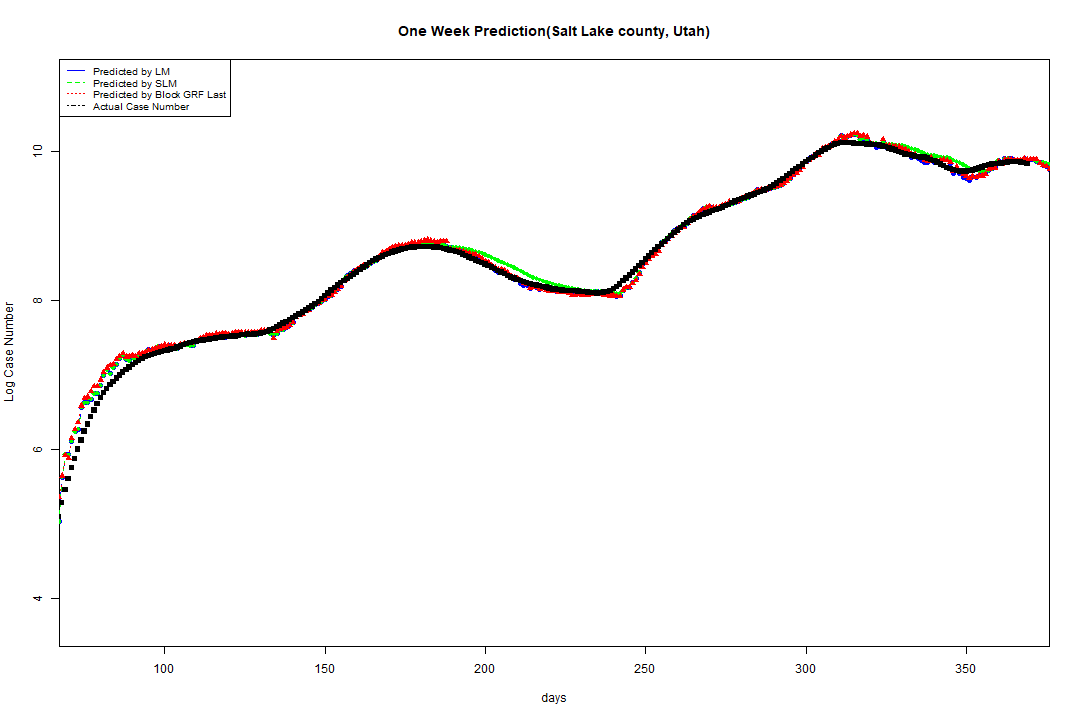 One Week Prediction(Salt Lake county, Utah)
Predicted by LM
Predicted by SLM
Predicted by Block GRF Last
Actual Case Number
Log Case Number
10
8
6
4
100 150 200 250 300 350
days